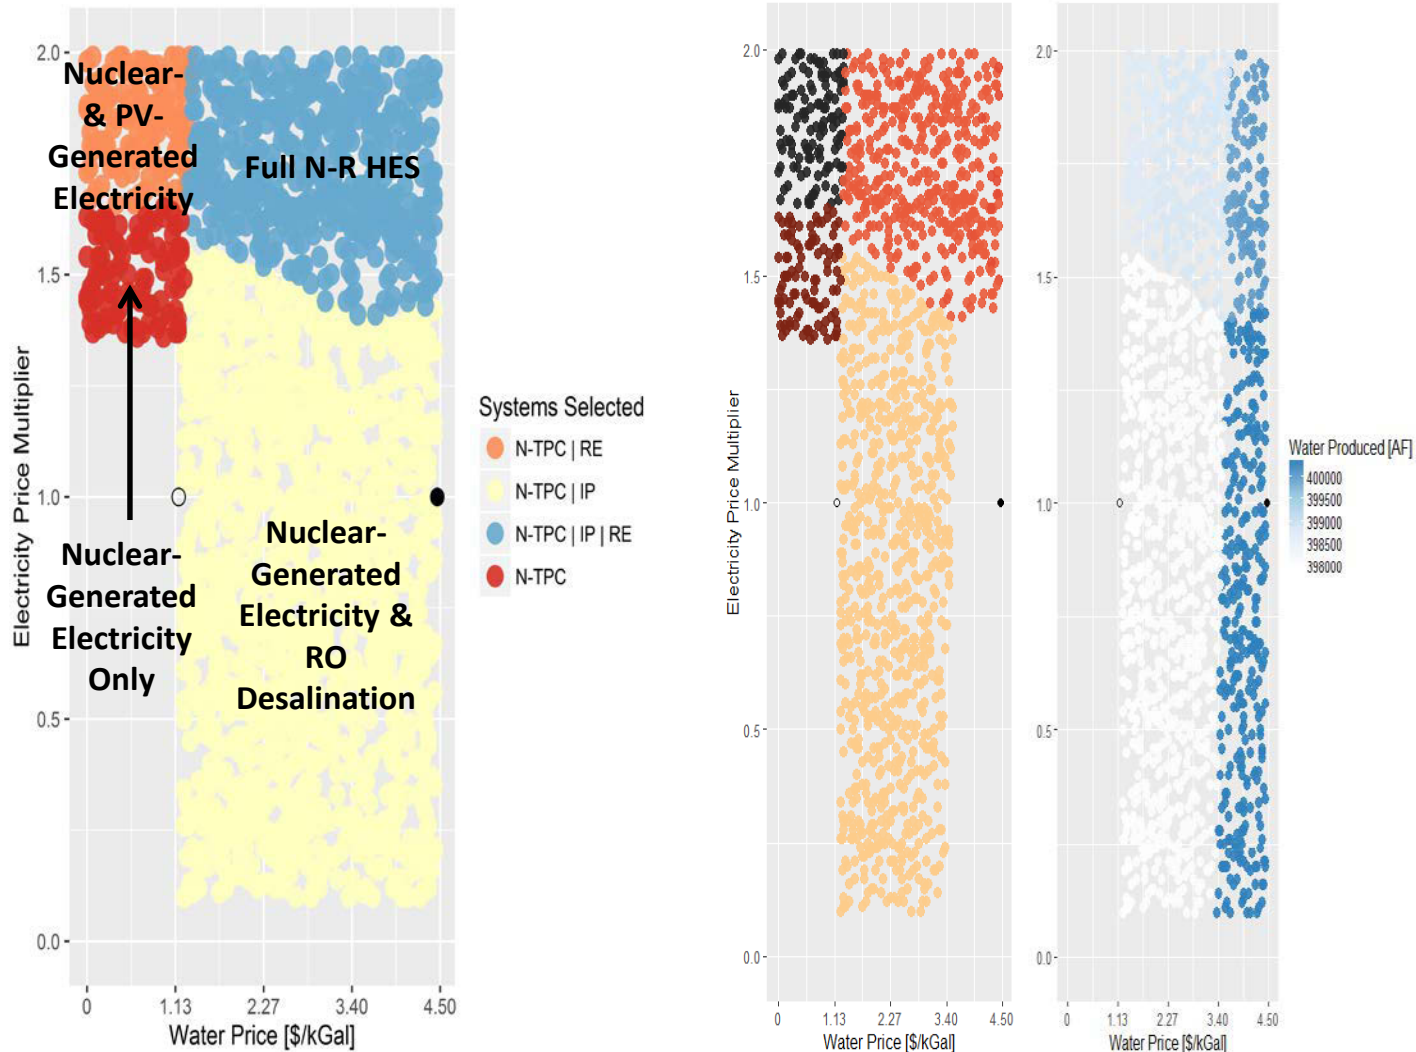 2.0
1.5
1.0
0.5
0.0
Electricity Price Multiplier
0
1.13
2.27
3.40
4.50
Water Price [$/kGal]
Nuclear-
& PV-
Generated
Electricity
Full N-R HES
Nuclear-
Generated
Electricity
Only
Nuclear-
Generated
Electricity &
RO
Desalination
Systems Selected
N-TPC | RE
N-TPC | IP
N-TPC | IP | RE
N-TPC
2.0
1.5
1.0
0.5
0.0
Electricity Price Multiplier
0
1.13
2.27
3.40
4.50
Water Price [$/kGal]
2.0
1.5
1.0
0.5
0.0
0
1.13
2.27
3.40
4.50
Water Price [$/kGal]
Water Produced [AF]
400000
399500
399000
398500
398000